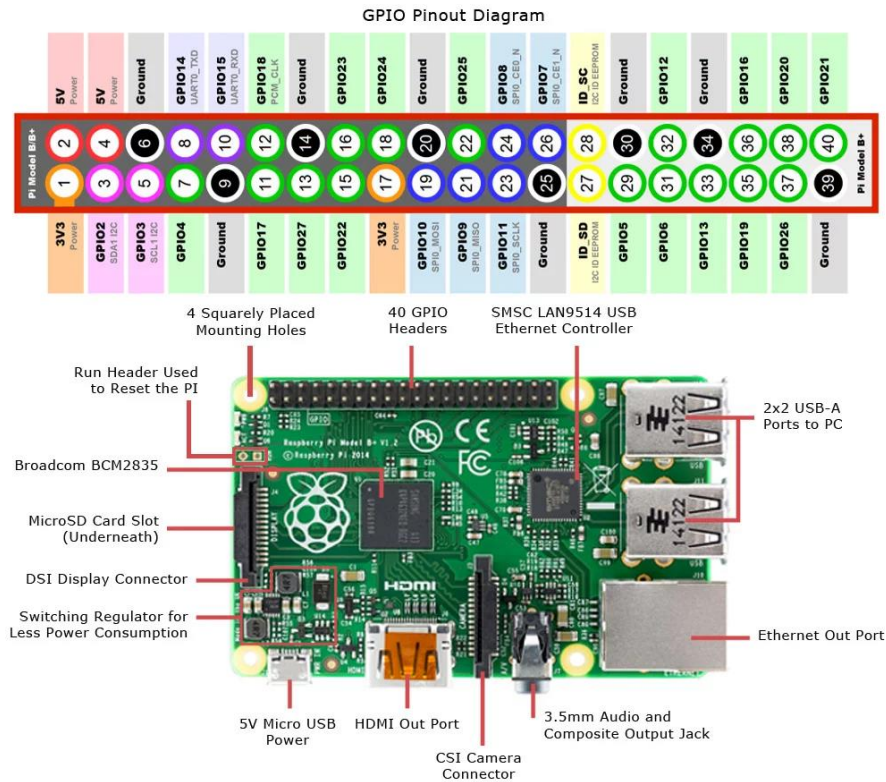 GPIO Pinout Diagram
5V
Power
5V
Power
Ground
GPIO14
UART0_TXD
GPIO15
UART0_RXD
GPIO18
PCM_CLK
Ground
GPIO23
GPIO24
Ground
GPIO25
GPIO8
SPI0_CE0_N
GPIO7
SPI0_CE1_N
ID_SC
I2C ID EEPROM
Ground
GPIO12
Ground
GPIO16
GPIO20
GPIO21
Pi Model B/B+
2 4 6 8 10 12 14 16 18 20 22 24 26 28 30 32 34 36 38 40
1 3 5 7 9 11 13 15 17 19 21 23 25 27 29 31 33 35 37 39
Pi Model B+
3V3
Power
GPIO2
SDA1 I2C
GPIO3
SCL1 I2C
GPIO4
Ground
GPIO17
GPIO27
GPIO22
3V3
Power
GPIO10
SPI0_MOSI
GPIO9
SPI0_MISO
GPIO11
SPI0_SCLK
Ground
ID_SD
I2C ID EEPROM
GPIO5
GPIO6
GPIO13
GPIO19
GPIO26
Ground
4 Squarely Placed
Mounting Holes
40 GPIO
Headers
SMSC LAN9514 USB
Ethernet Controller
Run Header Used
to Reset the PI
2x2 USB-A
Ports to PC
Broadcom BCM2835
MicroSD Card Slot
(Underneath)
DSI Display Connector
Switching Regulator for
Less Power Consumption
Ethernet Out Port
5V Micro USB
Power
HDMI Out Port
CSI Camera
Connector
3.5mm Audio and
Composite Output Jack
GPIO
Raspberry Pi Model B+ V1.2
© Raspberry Pi 2014
Pb
CE
FC
DISPLAY
HDMI
CAMERA
14122
14122
USB